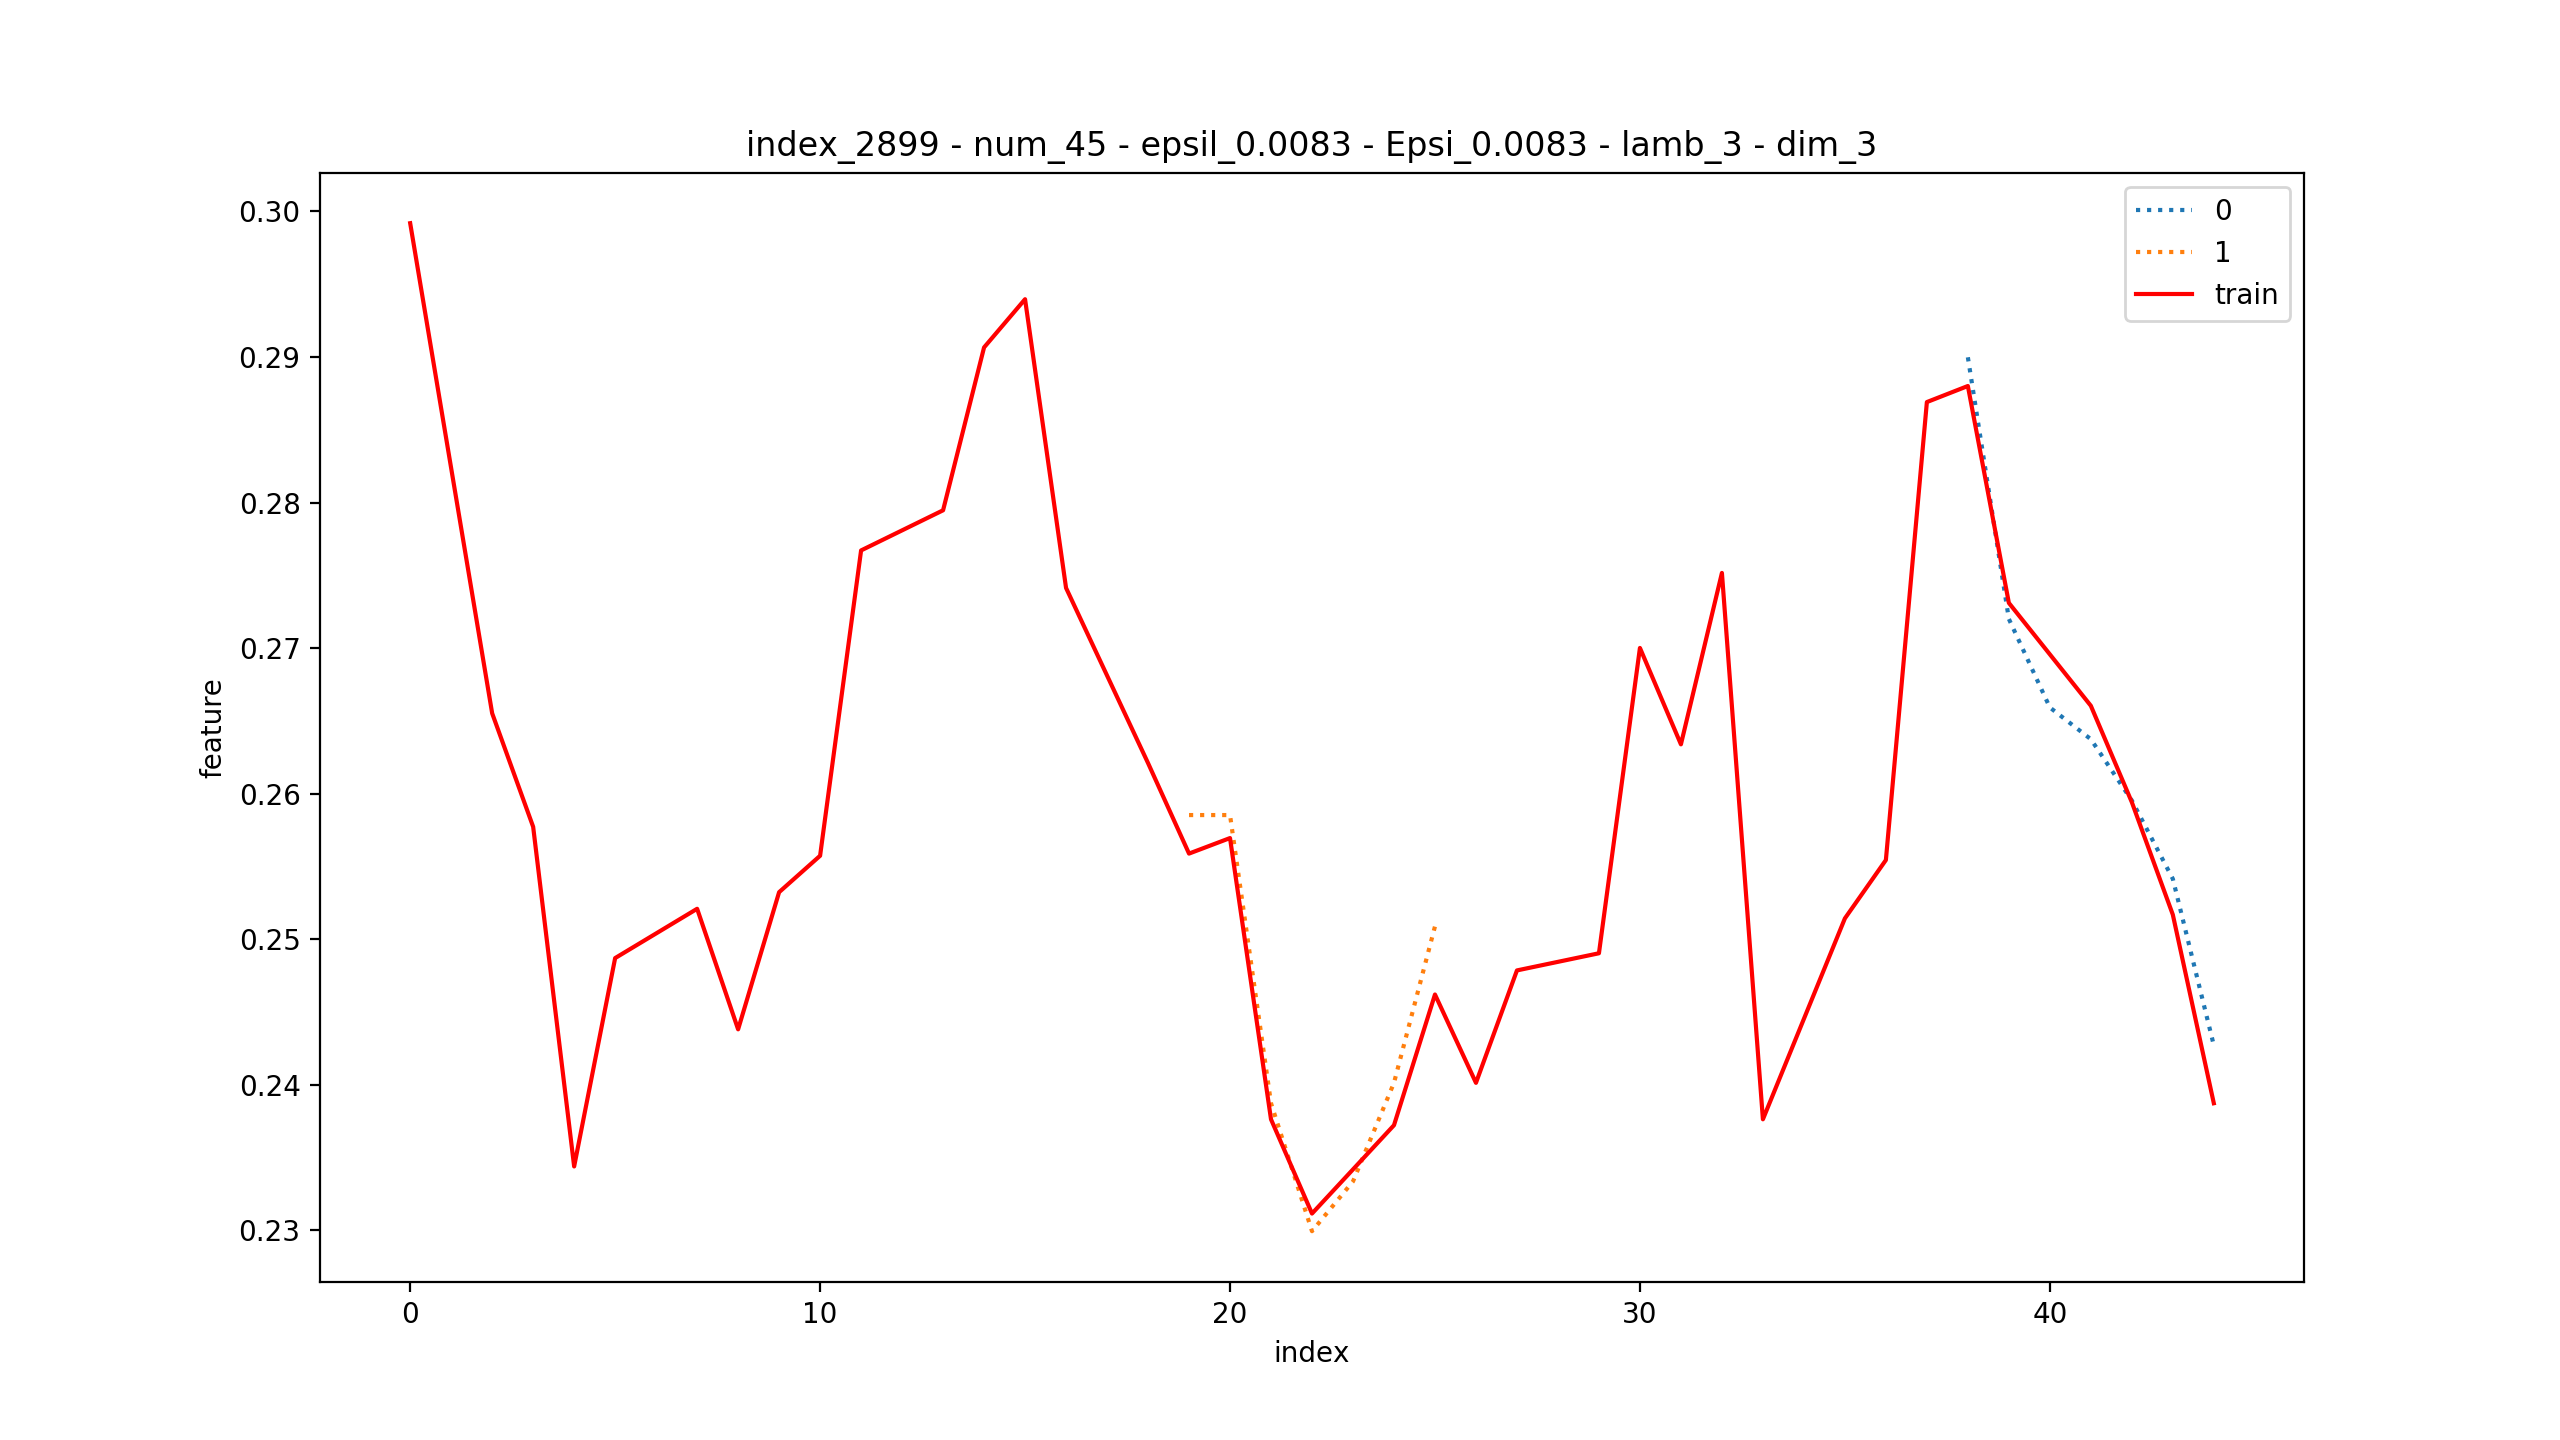 index_2899 - num_45 - epsil_0.0083 - Epsi_0.0083 - lamb_3 - dim_3
0
1
train
0.30
0.29
0.28
0.27
0.26
0.25
0.24
0.23
feature
0 10 20 30 40
index